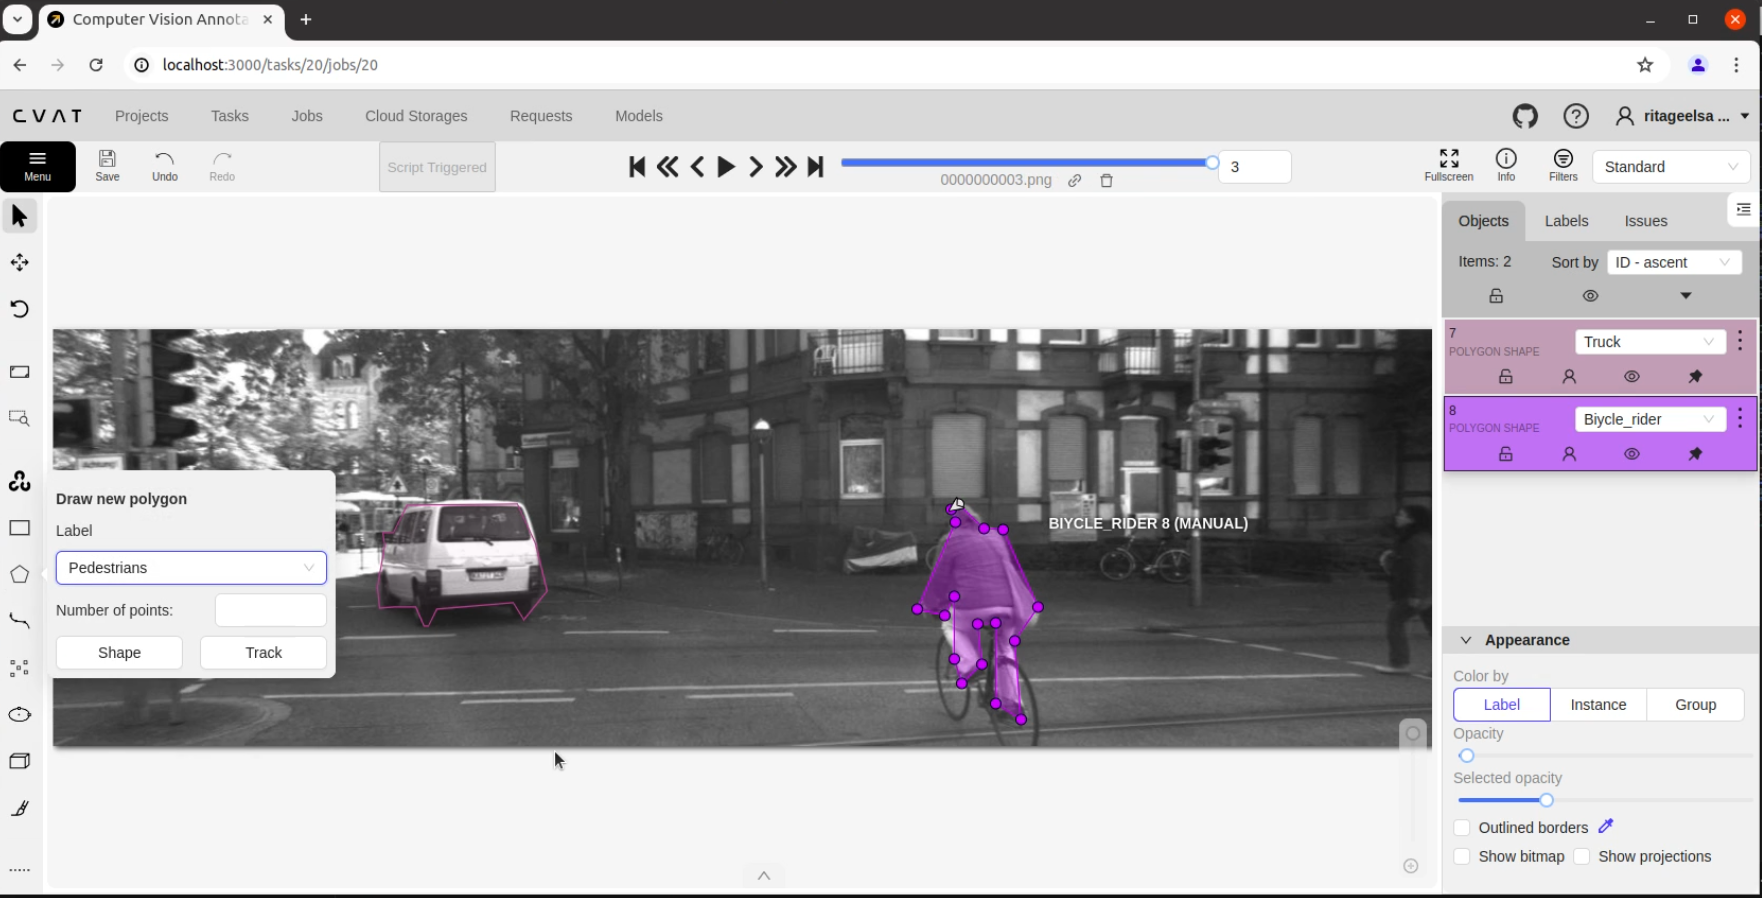 Computer Vision Annota
localhost:3000/tasks/20/jobs/20
CVAT Projects Tasks Jobs Cloud Storages Requests Models ritageelsa ...
Menu Save Undo Redo Script Triggered 0000000003.png 3 Fullscreen Info Filters Standard
Objects Labels Issues
Items: 2 Sort by ID - ascent
7 POLYGON SHAPE Truck
8 POLYGON SHAPE Biycle_rider
Draw new polygon
Label
Pedestrians
Number of points:
Shape Track
BIYCLE_RIDER 8 (MANUAL)
Appearance
Color by
Label Instance Group
Opacity
Selected opacity
Outlined borders
Show bitmap Show projections